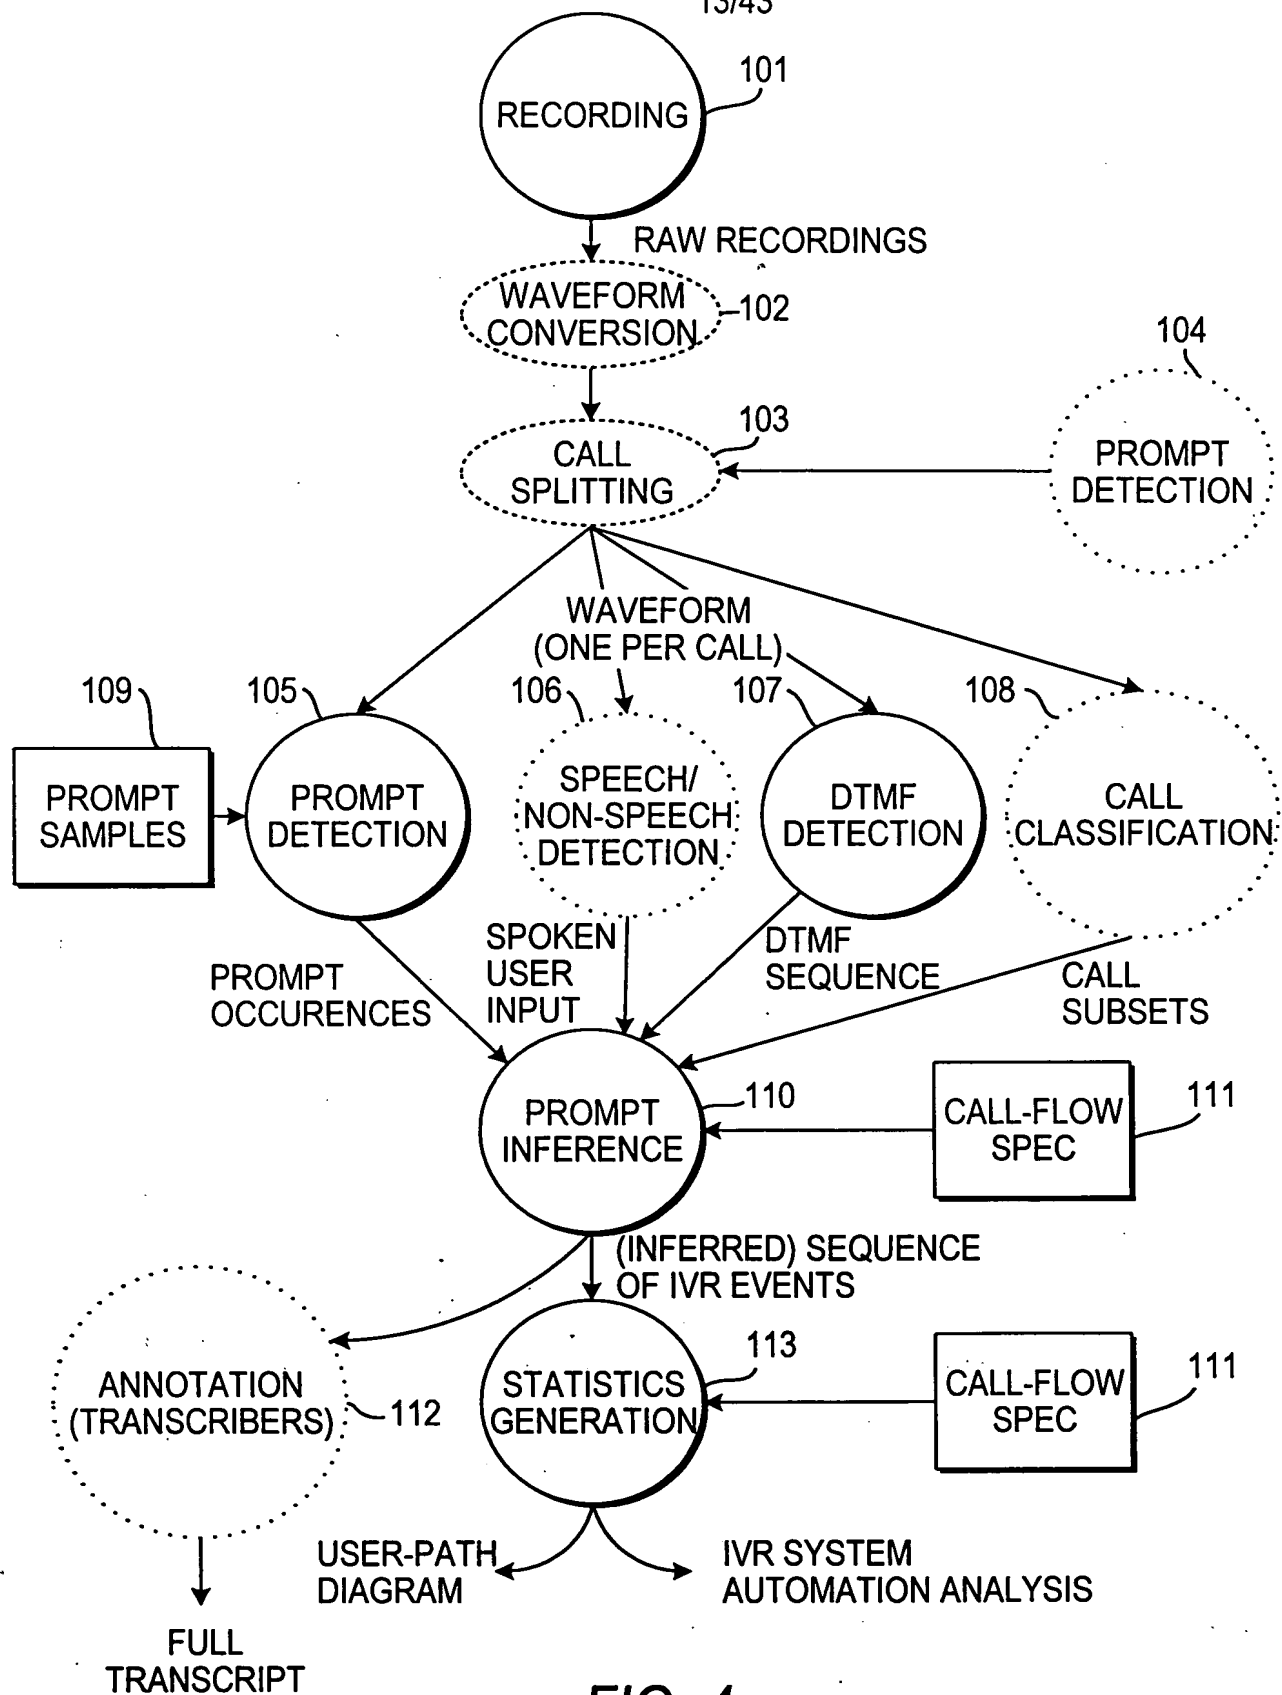 13/43
101
RECORDING
RAW RECORDINGS
WAVEFORM
CONVERSION
102
104
103
CALL
SPLITTING
PROMPT
DETECTION
WAVEFORM
(ONE PER CALL)
109
105
106
107
108
PROMPT
SAMPLES
PROMPT
DETECTION
SPEECH/
NON-SPEECH
DETECTION
DTMF
DETECTION
CALL
CLASSIFICATION
PROMPT
OCCURENCES
SPOKEN
USER
INPUT
DTMF
SEQUENCE
CALL
SUBSETS
PROMPT
INFERENCE
110
CALL-FLOW
SPEC
111
(INFERRED) SEQUENCE
OF IVR EVENTS
ANNOTATION
(TRANSCRIBERS)
112
STATISTICS
GENERATION
113
CALL-FLOW
SPEC
111
USER-PATH
DIAGRAM
IVR SYSTEM
AUTOMATION ANALYSIS
FULL
TRANSCRIPT